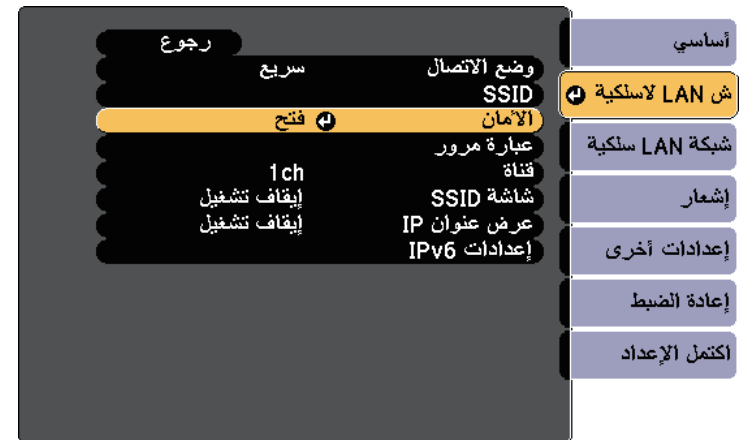 أساسي
ش LAN لاسلكية
شبكة LAN سلكية
إشعار
إعدادات أخرى
إعادة الضبط
اكتمل الإعداد
رجوع
وضع الاتصال سريع
SSID
الأمان فتح
عبارة مرور
قناة 1ch
شاشة SSID إيقاف تشغيل
عرض عنوان IP إيقاف تشغيل
إعدادات IPv6